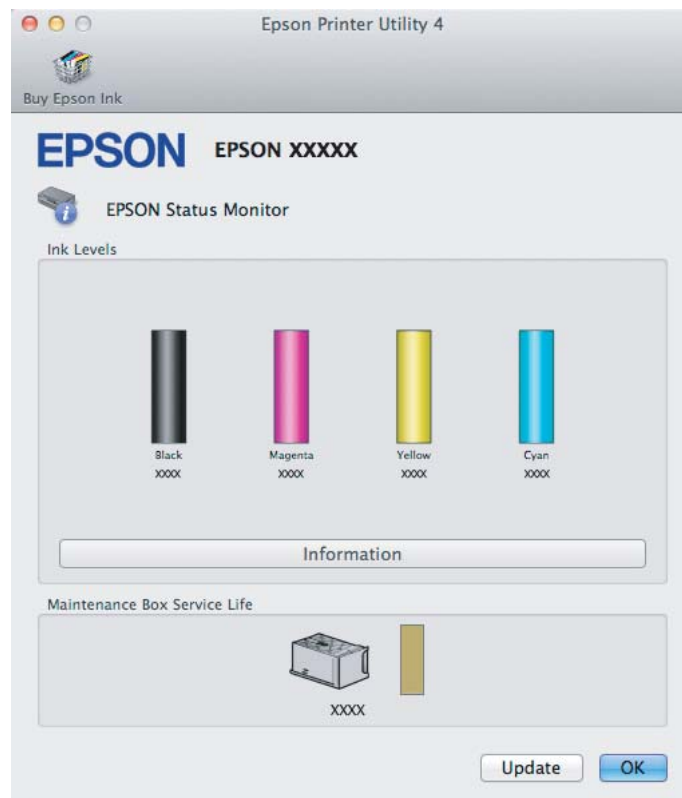 Epson Printer Utility 4
Buy Epson Ink
EPSON EPSON XXXXX
EPSON Status Monitor
Ink Levels
Black Magenta Yellow Cyan
XXXX XXXX XXXX XXXX
Information
Maintenance Box Service Life
XXXX
Update OK